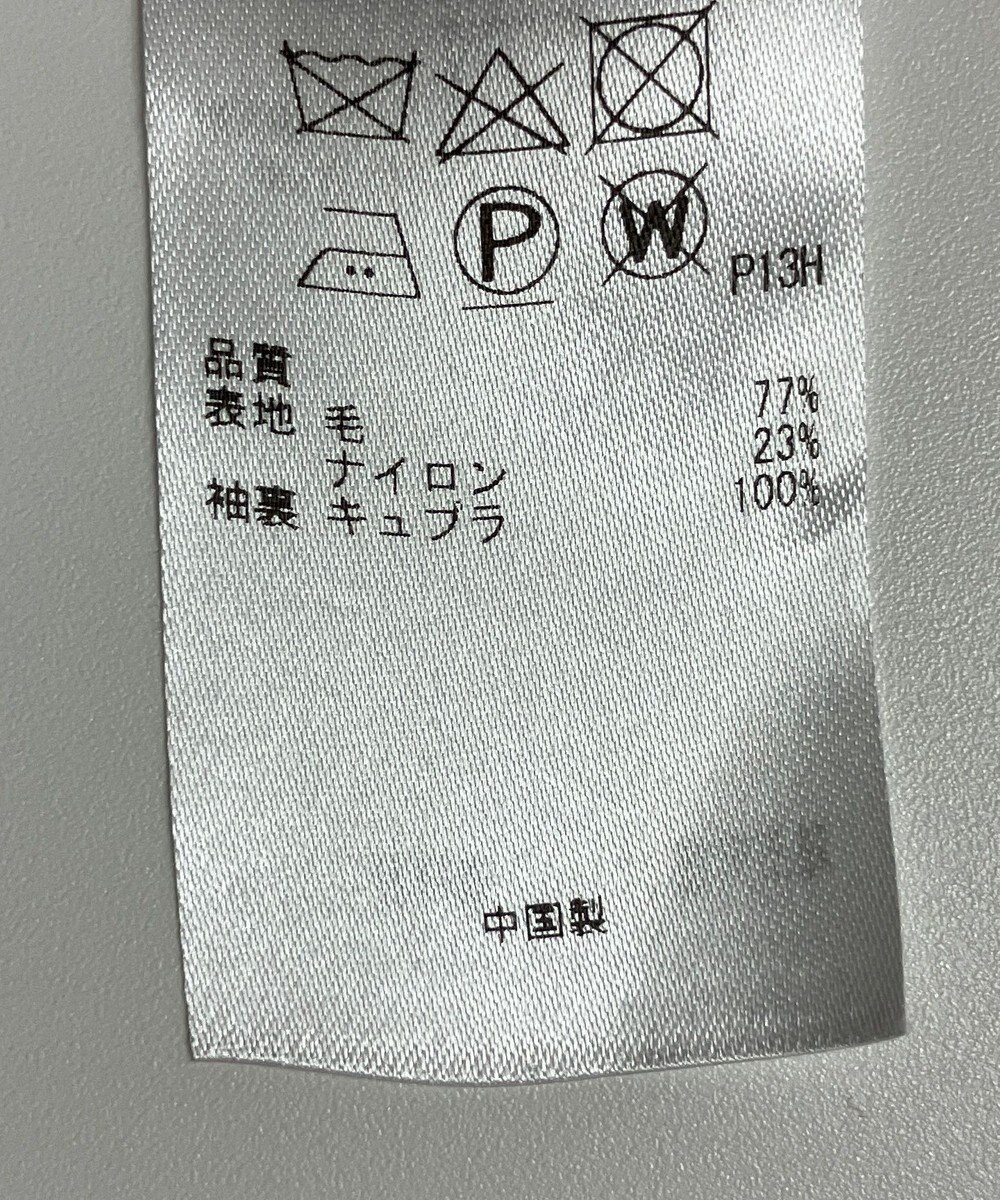 P W P13H
品質
表地 毛 77%
ナイロン 23%
袖裏 キュプラ 100%
中国製